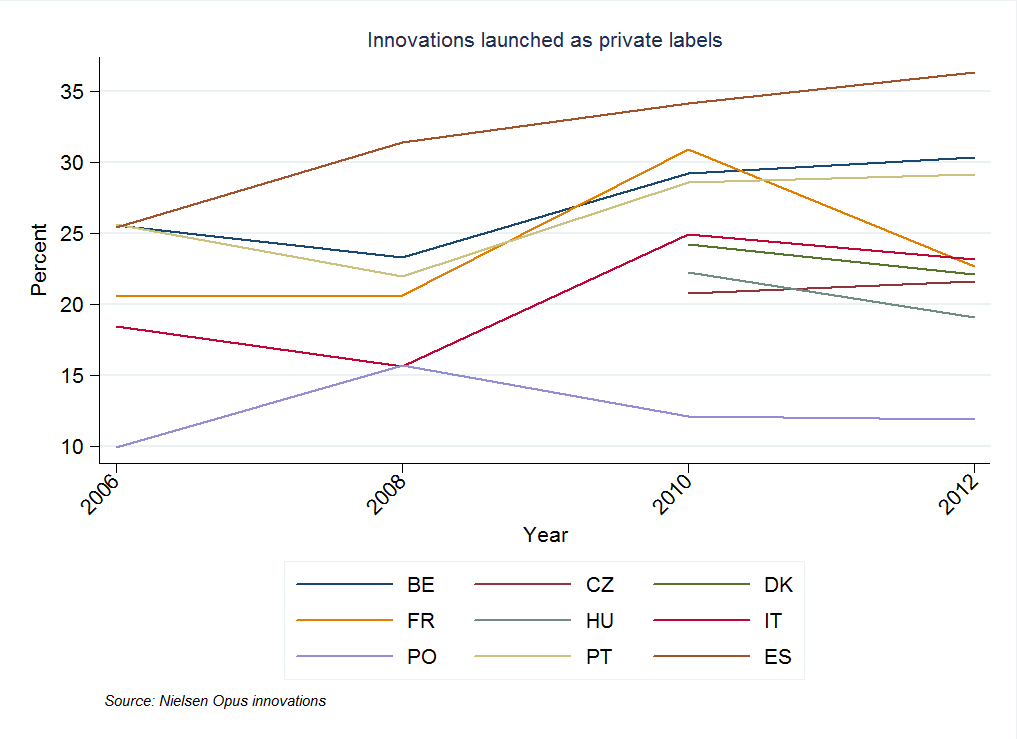 Innovations launched as private labels
Percent
35
30
25
20
15
10
2006 2008 2010 2012
Year
BE CZ DK
FR HU IT
PO PT ES
Source: Nielsen Opus innovations